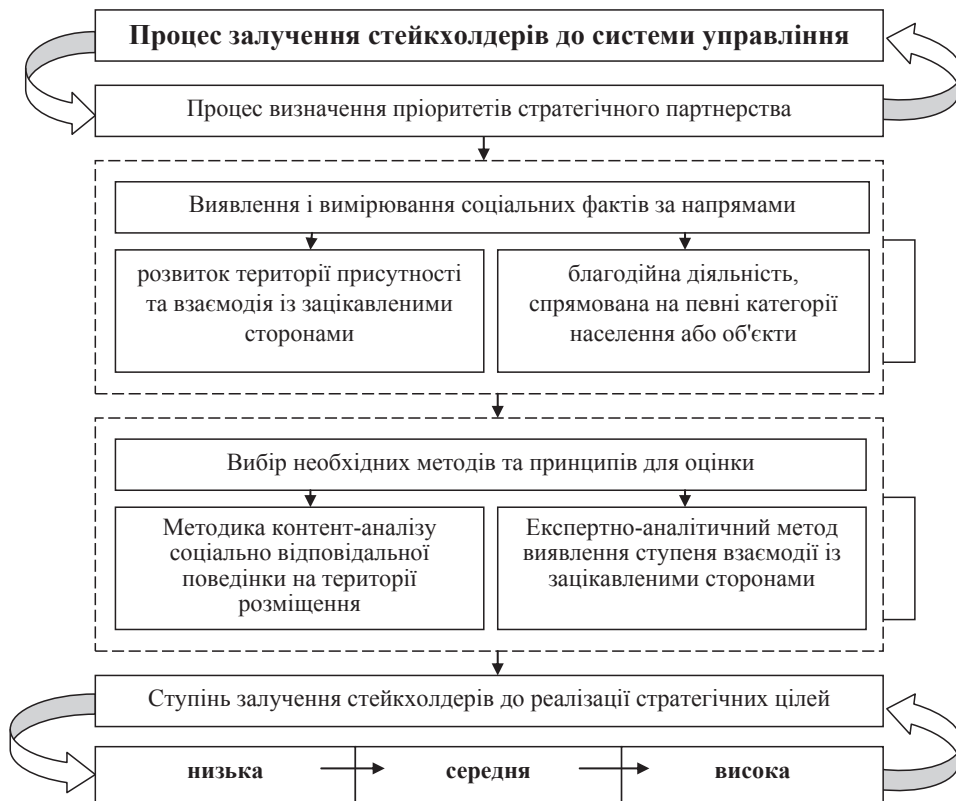 Процес залучення стейкхолдерів до системи управління
Процес визначення пріоритетів стратегічного партнерства
Виявлення і вимірювання соціальних фактів за напрямами
розвиток території присутності
та взаємодія із зацікавленими
сторонами
благодійна діяльність,
спрямована на певні категорії
населення або об'єкти
Вибір необхідних методів та принципів для оцінки
Методика контент-аналізу
соціально відповідальної
поведінки на території
розміщення
Експертно-аналітичний метод
виявлення ступеня взаємодії із
зацікавленими сторонами
Ступінь залучення стейкхолдерів до реалізації стратегічних цілей
низька середня висока